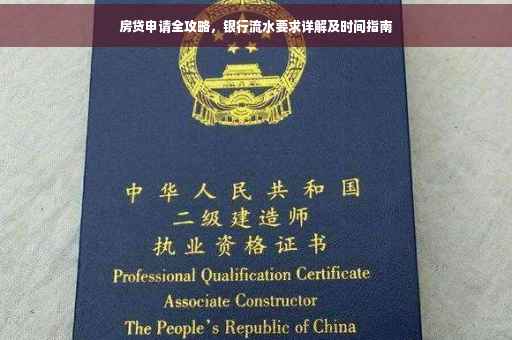 房贷申请全攻略，银行流水要求详解及时间指南
中华人民共和国
二级建造师
执业资格证书
Professional Qualification Certificate
Associate Constructor
The People's Republic of China